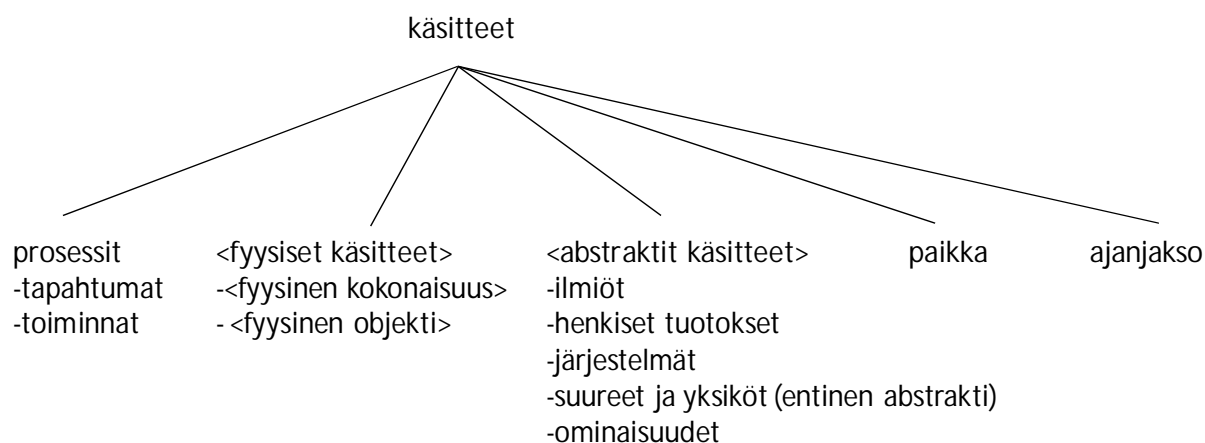 käsitteet
prosessit
-tapahtumat
-toiminnat
<fyysiset käsitteet>
-<fyysinen kokonaisuus>
- <fyysinen objekti>
<abstraktit käsitteet>
-ilmiöt
-henkiset tuotokset
-järjestelmät
-suureet ja yksiköt (entinen abstrakti)
-ominaisuudet
paikka
ajanjakso